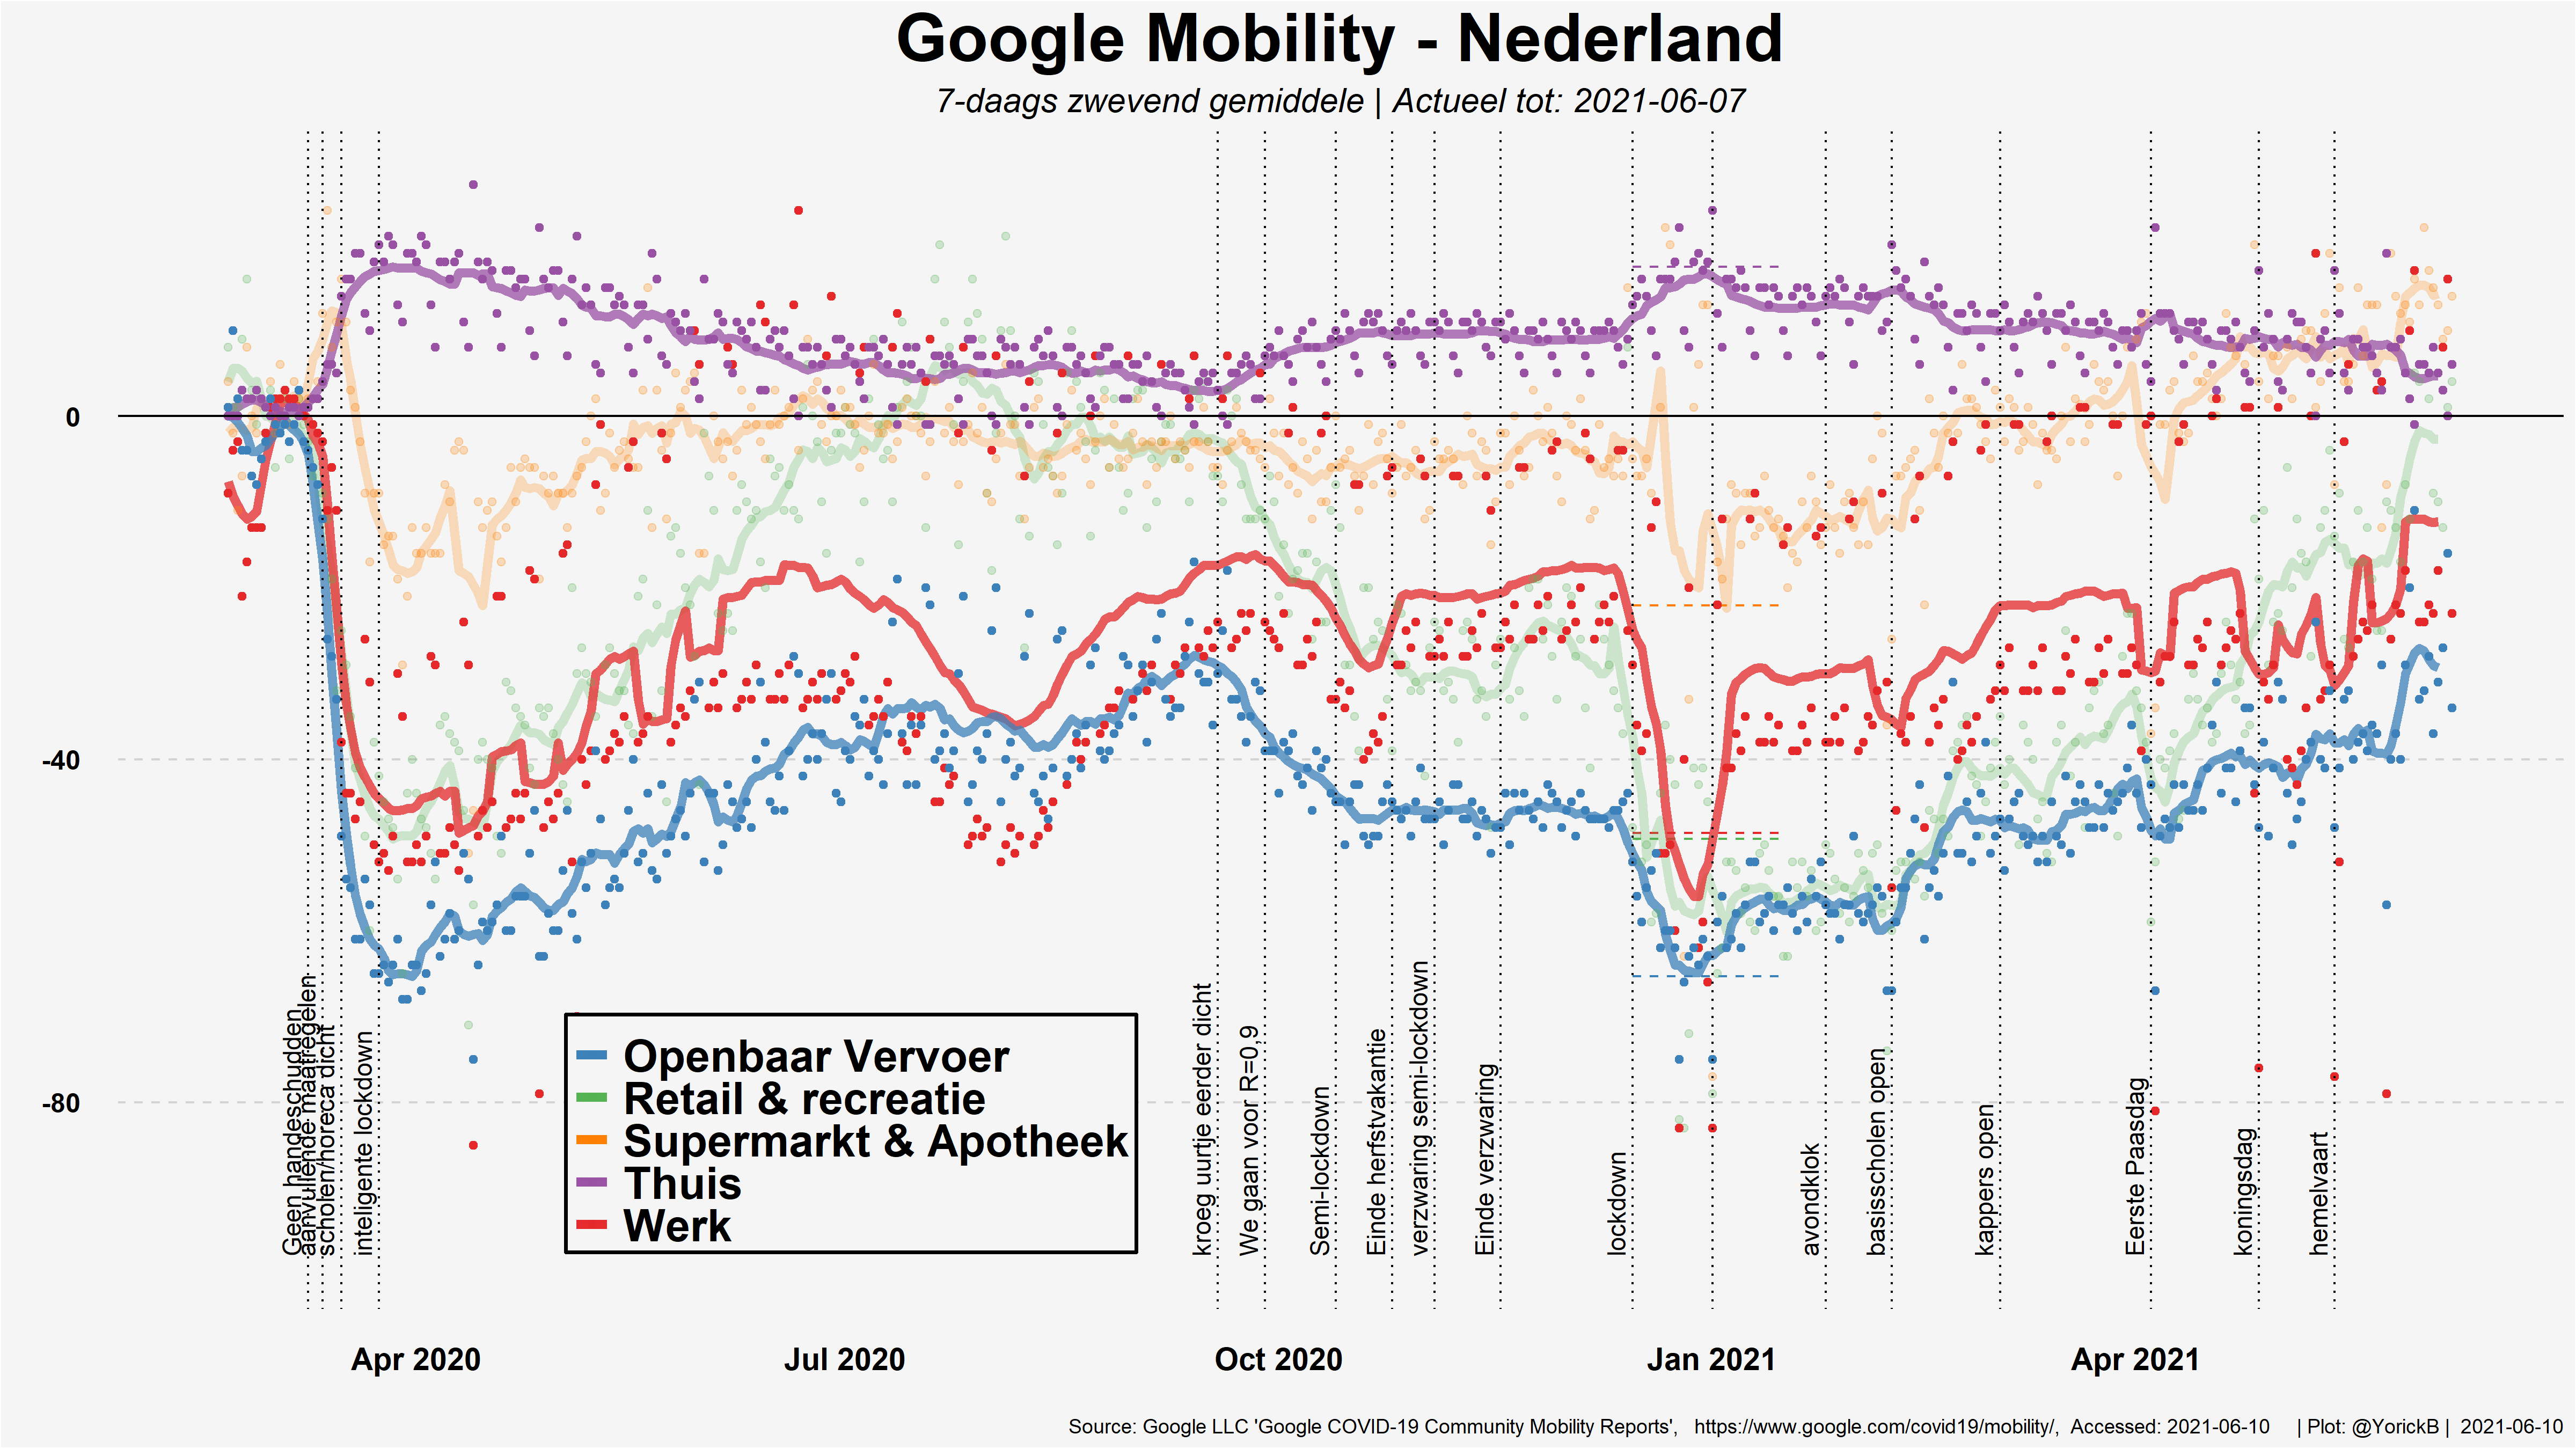 Google Mobility - Nederland
7-daags zwevend gemiddele | Actueel tot: 2021-06-07
0
-40
-80
Geen handeschudden
aanvullende maatregelen
scholen/horeca dicht
inteligente lockdown
kroeg uurtje eerder dicht
We gaan voor R=0,9
Semi-lockdown
Einde herfstvakantie
verzwaring semi-lockdown
Einde verzwaring
lockdown
avondklok
basisscholen open
kappers open
Eerste Paasdag
koningsdag
hemelvaart
Openbaar Vervoer
Retail & recreatie
Supermarkt & Apotheek
Thuis
Werk
Apr 2020
Jul 2020
Oct 2020
Jan 2021
Apr 2021
Source: Google LLC 'Google COVID-19 Community Mobility Reports', https://www.google.com/covid19/mobility/, Accessed: 2021-06-10 | Plot: @YorickB | 2021-06-10